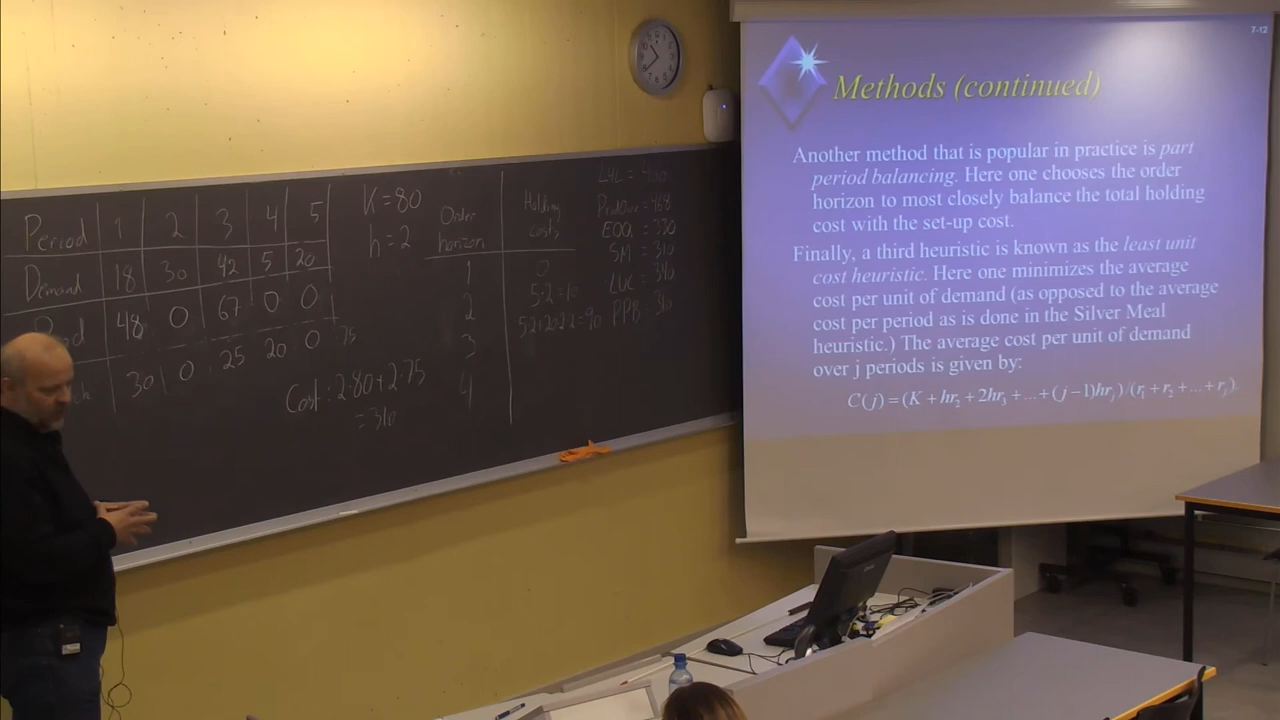 Period 1 2 3 4 5
Demand 18 30 42 5 20
48 0 67 0 0
30 0 25 20 0 75
K=80
h=2
Cost: 2·80+2·75
=310
Order horizon
1
2
3
4
Holding costs
0
5·2=10
5·2+20·2·2=90
L4L = 400
EOQ =
SM = 310
LUC = 340
PPB = 310
7-12
Methods (continued)
Another method that is popular in practice is part
period balancing. Here one chooses the order
horizon to most closely balance the total holding
cost with the set-up cost.
Finally, a third heuristic is known as the least unit
cost heuristic. Here one minimizes the average
cost per unit of demand (as opposed to the average
cost per period as is done in the Silver Meal
heuristic.) The average cost per unit of demand
over j periods is given by:
C(j) = (K + hr₂ + 2hr₃ + ... + (j − 1)hrⱼ) / (r₁ + r₂ + ... + rⱼ).